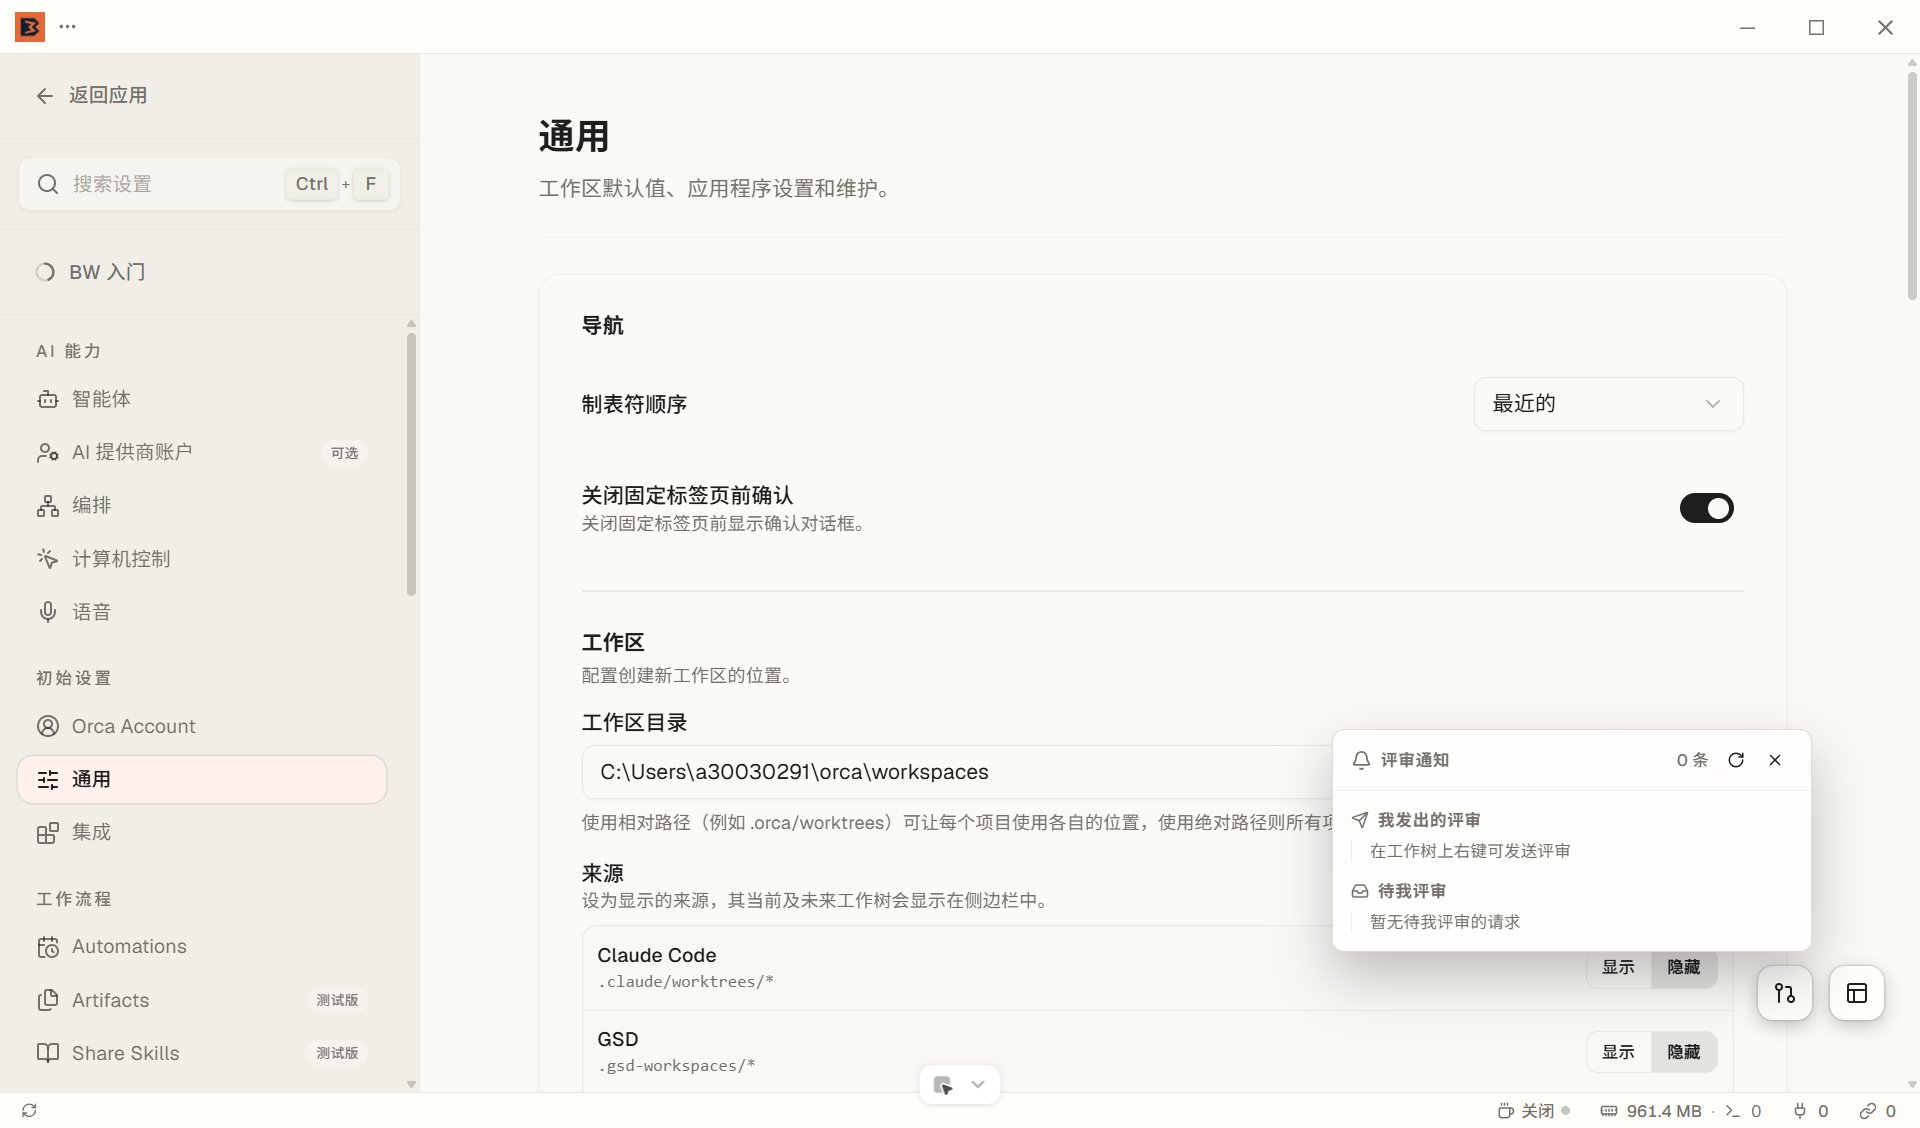 返回应用
搜索设置 Ctrl + F
BW 入门
AI 能力
智能体
AI 提供商账户 可选
编排
计算机控制
语音
初始设置
Orca Account
通用
集成
工作流程
Automations
Artifacts 测试版
Share Skills 测试版
通用
工作区默认值、应用程序设置和维护。
导航
制表符顺序 最近的
关闭固定标签页前确认
关闭固定标签页前显示确认对话框。
工作区
配置创建新工作区的位置。
工作区目录
C:\Users\a30030291\orca\workspaces
使用相对路径（例如 .orca/worktrees）可让每个项目使用各自的位置，使用绝对路径则所有项
来源
设为显示的来源，其当前及未来工作树会显示在侧边栏中。
Claude Code
.claude/worktrees/*
显示 隐藏
GSD
.gsd-workspaces/*
显示 隐藏
评审通知 0 条
我发出的评审
在工作树上右键可发送评审
待我评审
暂无待我评审的请求
关闭 961.4 MB · 0 0 0